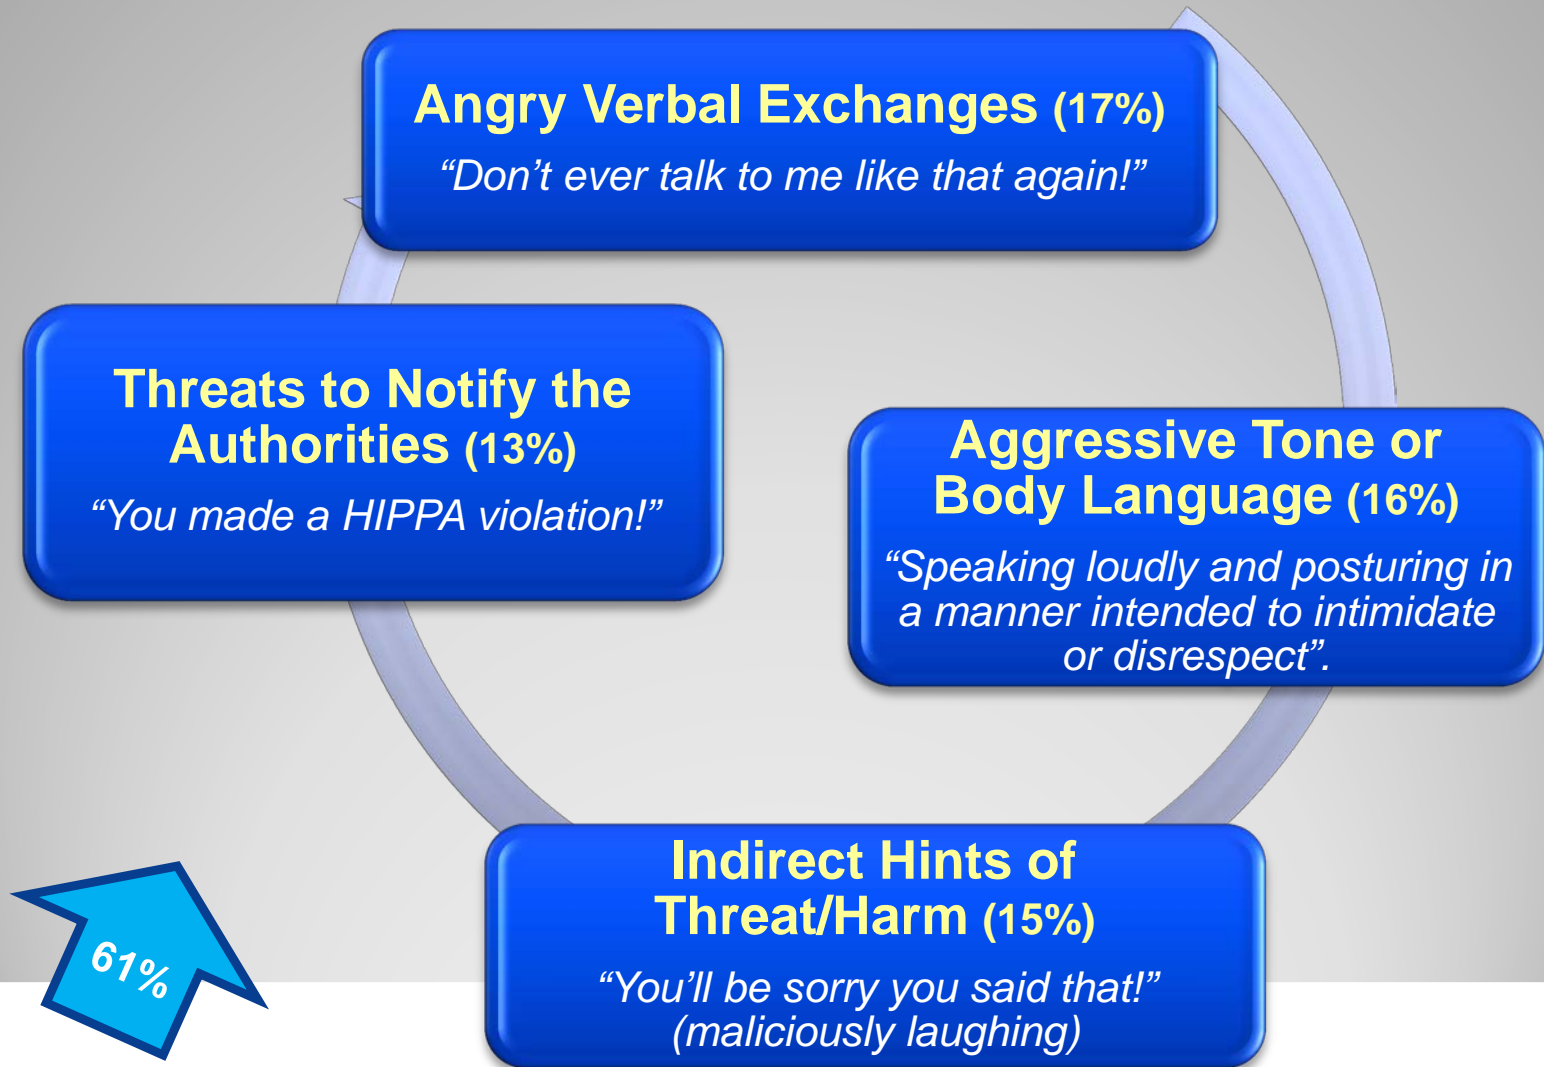 Angry Verbal Exchanges (17%)
“Don’t ever talk to me like that again!”
Threats to Notify the
Authorities (13%)
“You made a HIPPA violation!”
Aggressive Tone or
Body Language (16%)
“Speaking loudly and posturing in
a manner intended to intimidate
or disrespect”.
Indirect Hints of
Threat/Harm (15%)
“You’ll be sorry you said that!”
(maliciously laughing)
61%